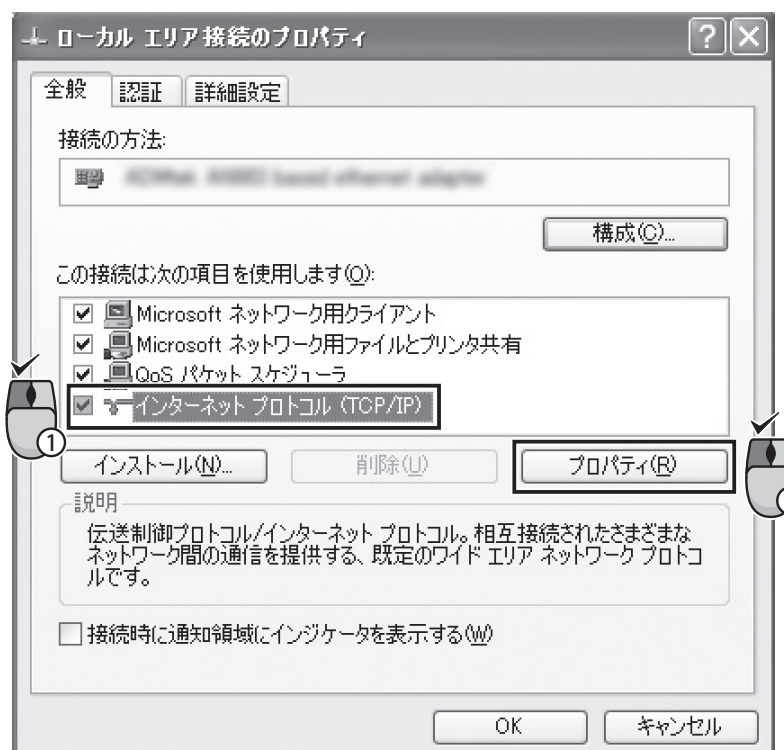 ローカル エリア接続のプロパティ
全般 認証 詳細設定
接続の方法:
構成(C)...
この接続は次の項目を使用します(O):
Microsoft ネットワーク用クライアント
Microsoft ネットワーク用ファイルとプリンタ共有
QoS パケット スケジューラ
インターネット プロトコル (TCP/IP)
①
インストール(N)... 削除(U) プロパティ(R)
説明
伝送制御プロトコル/インターネット プロトコル。相互接続されたさまざまな
ネットワーク間の通信を提供する、既定のワイド エリア ネットワーク プロトコ
ルです。
接続時に通知領域にインジケータを表示する(W)
OK キャンセル